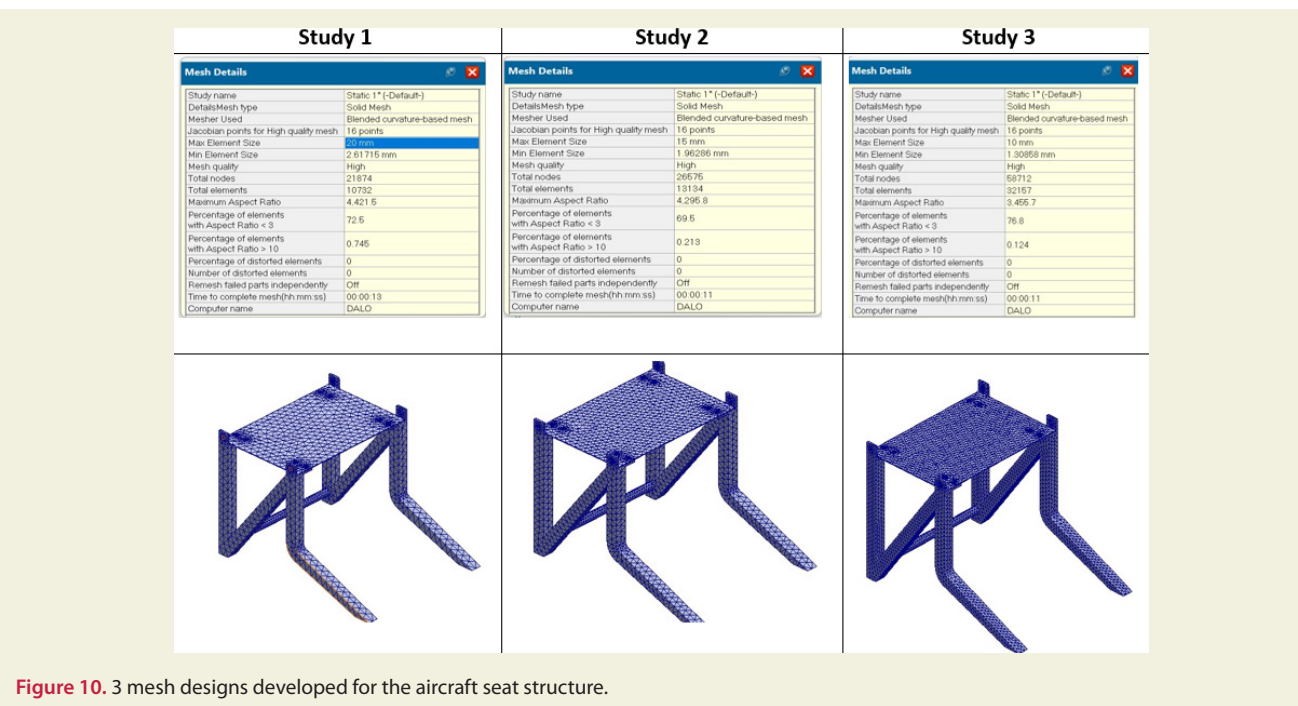 Study 1
Study 2
Study 3
Mesh Details
Study name Static 1* (-Default-)
DetailsMesh type Solid Mesh
Mesher Used Blended curvature-based mesh
Jacobian points for High quality mesh 16 points
Max Element Size 20 mm
Min Element Size 2.61715 mm
Mesh quality High
Total nodes 21874
Total elements 10732
Maximum Aspect Ratio 4,421.5
Percentage of elements
with Aspect Ratio < 3 72.5
Percentage of elements
with Aspect Ratio > 10 0.745
Percentage of distorted elements 0
Number of distorted elements 0
Remesh failed parts independently Off
Time to complete mesh(hh:mm:ss) 00:00:13
Computer name DALO
Mesh Details
Study name Static 1* (-Default-)
DetailsMesh type Solid Mesh
Mesher Used Blended curvature-based mesh
Jacobian points for High quality mesh 16 points
Max Element Size 15 mm
Min Element Size 1.96286 mm
Mesh quality High
Total nodes 26575
Total elements 13134
Maximum Aspect Ratio 4,295.8
Percentage of elements
with Aspect Ratio < 3 69.5
Percentage of elements
with Aspect Ratio > 10 0.213
Percentage of distorted elements 0
Number of distorted elements 0
Remesh failed parts independently Off
Time to complete mesh(hh:mm:ss) 00:00:11
Computer name DALO
Mesh Details
Study name Static 1* (-Default-)
DetailsMesh type Solid Mesh
Mesher Used Blended curvature-based mesh
Jacobian points for High quality mesh 16 points
Max Element Size 10 mm
Min Element Size 1.30858 mm
Mesh quality High
Total nodes 58712
Total elements 32157
Maximum Aspect Ratio 3,455.7
Percentage of elements
with Aspect Ratio < 3 76.8
Percentage of elements
with Aspect Ratio > 10 0.124
Percentage of distorted elements 0
Number of distorted elements 0
Remesh failed parts independently Off
Time to complete mesh(hh:mm:ss) 00:00:11
Computer name DALO
Figure 10. 3 mesh designs developed for the aircraft seat structure.